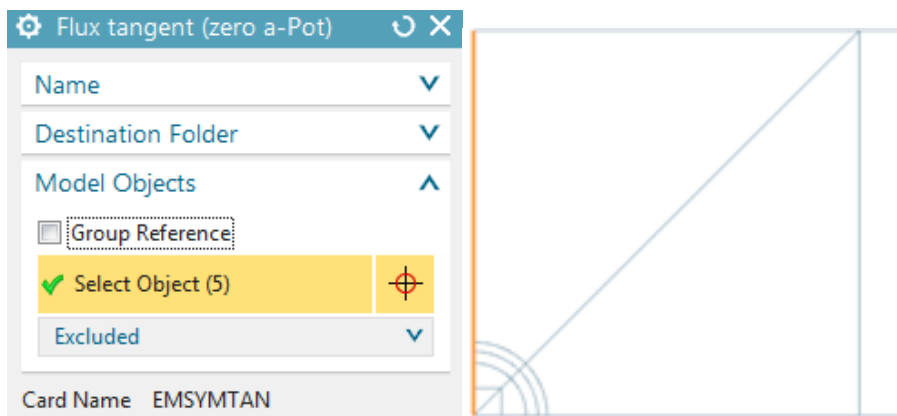 Flux tangent (zero a-Pot)
Name
Destination Folder
Model Objects
Group Reference
Select Object (5)
Excluded
Card Name EMSYMTAN